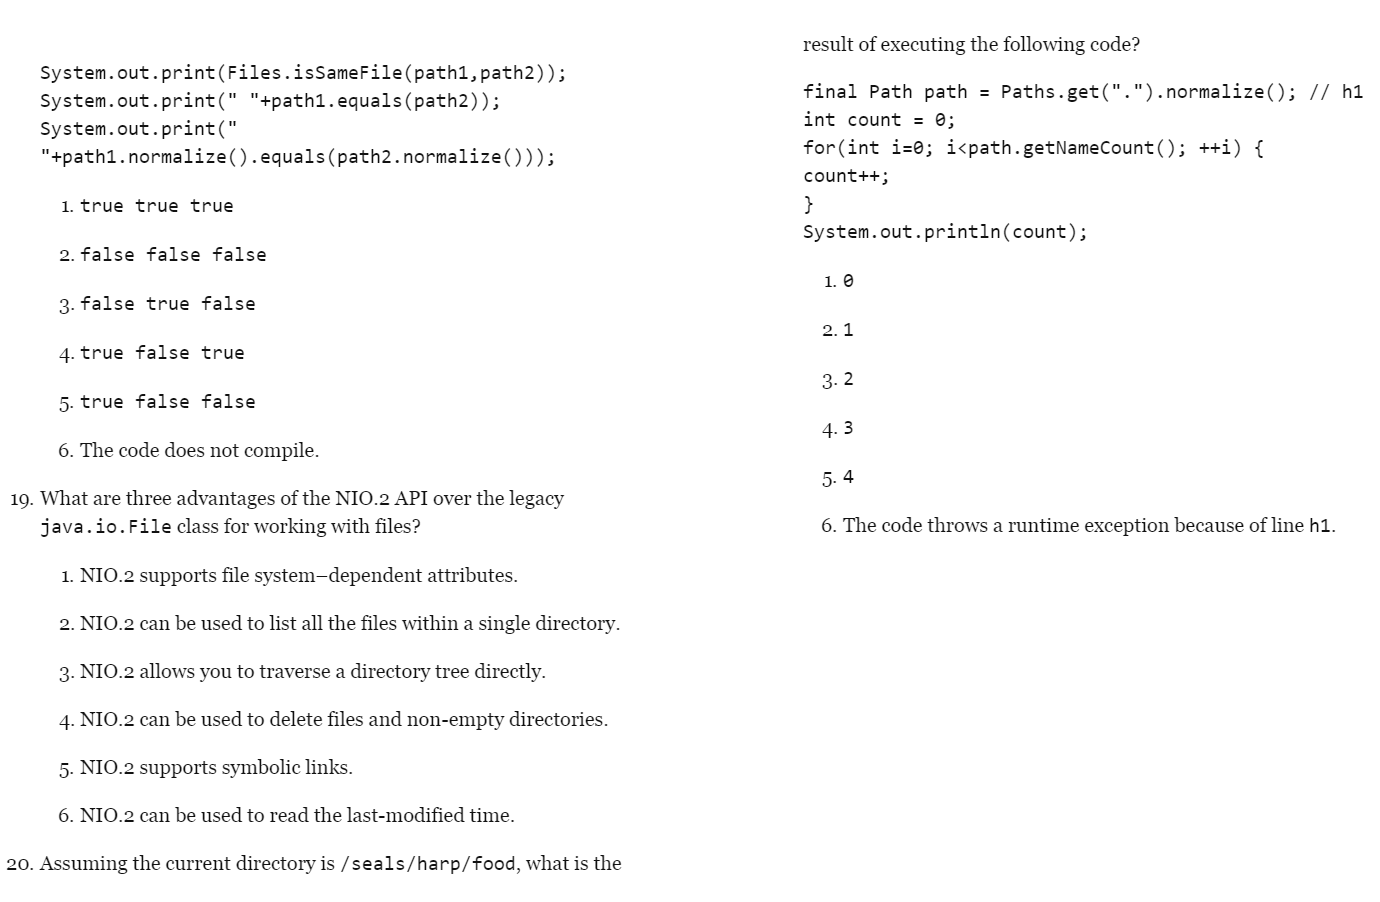 System.out.print(Files.isSameFile(path1,path2));
System.out.print(" "+path1.equals(path2));
System.out.print("
"+path1.normalize().equals(path2.normalize()));
1. true true true
2. false false false
3. false true false
4. true false true
5. true false false
6. The code does not compile.
19. What are three advantages of the NIO.2 API over the legacy
java.io.File class for working with files?
1. NIO.2 supports file system–dependent attributes.
2. NIO.2 can be used to list all the files within a single directory.
3. NIO.2 allows you to traverse a directory tree directly.
4. NIO.2 can be used to delete files and non-empty directories.
5. NIO.2 supports symbolic links.
6. NIO.2 can be used to read the last-modified time.
20. Assuming the current directory is /seals/harp/food, what is the
result of executing the following code?
final Path path = Paths.get(".").normalize(); // h1
int count = 0;
for(int i=0; i<path.getNameCount(); ++i) {
count++;
}
System.out.println(count);
1. 0
2. 1
3. 2
4. 3
5. 4
6. The code throws a runtime exception because of line h1.